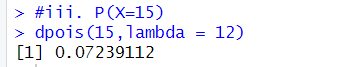 > #iii. P(X=15)
> dpois(15,lambda = 12)
[1] 0.07239112